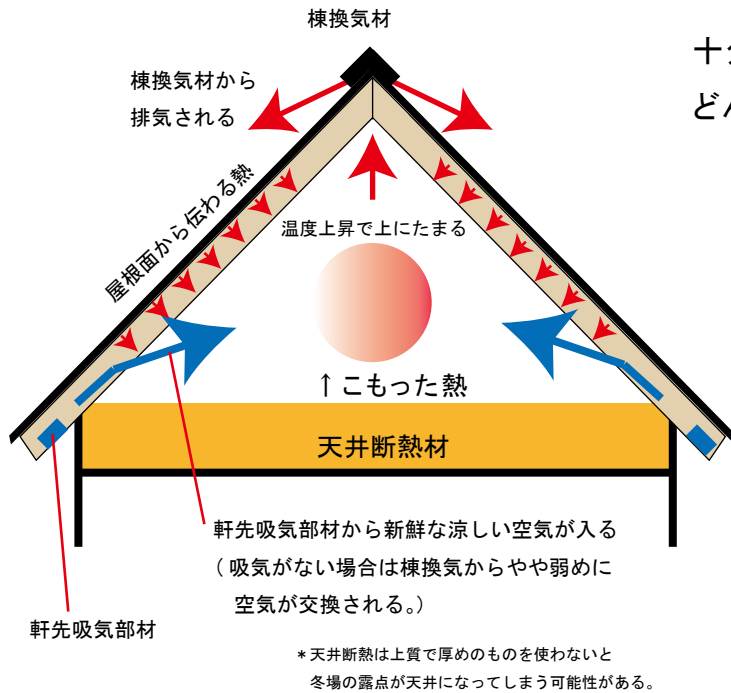 棟換気材
十
ど
棟換気材から
排気される
屋根面から伝わる熱
温度上昇で上にたまる
↑こもった熱
天井断熱材
軒先吸気部材から新鮮な涼しい空気が入る
(吸気がない場合は棟換気からやや弱めに
空気が交換される。)
軒先吸気部材
*天井断熱は上質で厚めのものを使わないと
冬場の露点が天井になってしまう可能性がある。